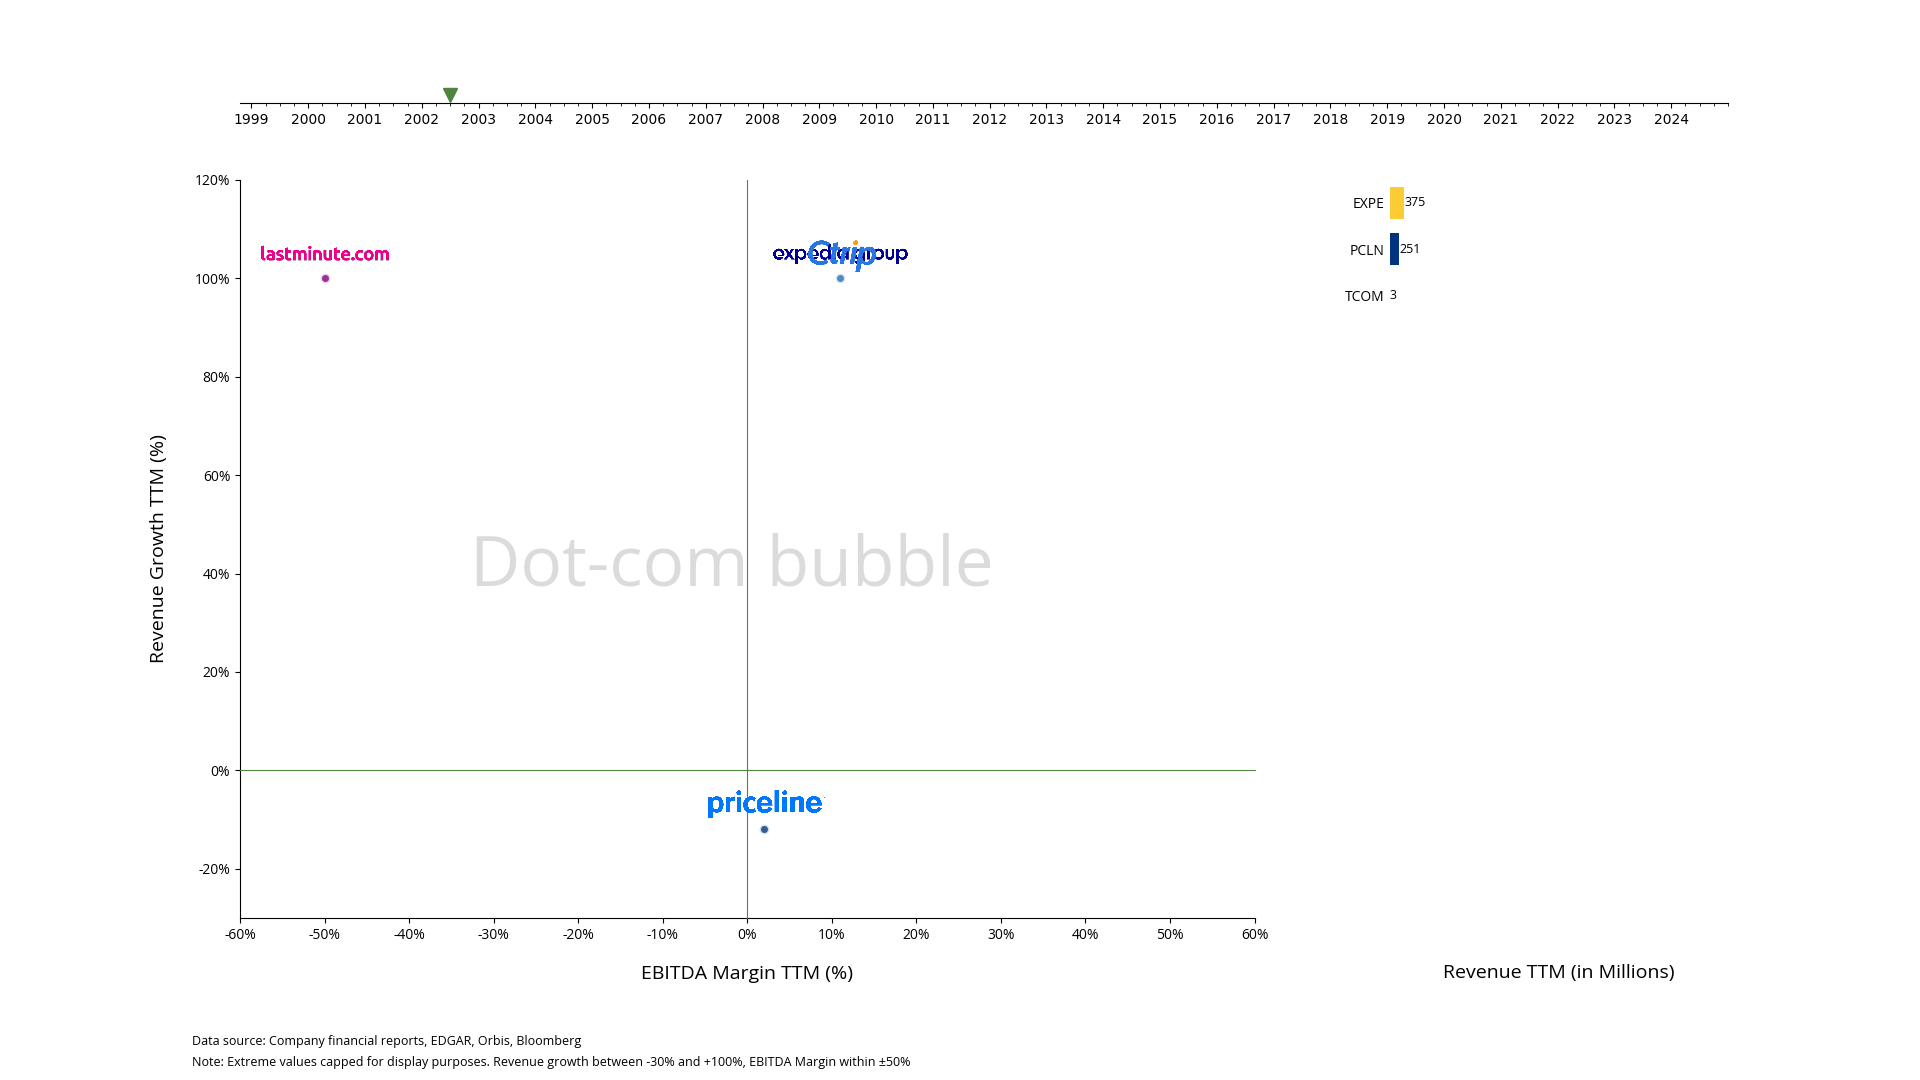 1999 2000 2001 2002 2003 2004 2005 2006 2007 2008 2009 2010 2011 2012 2013 2014 2015 2016 2017 2018 2019 2020 2021 2022 2023 2024
120%
100%
80%
60%
40%
20%
0%
-20%
Revenue Growth TTM (%)
lastminute.com
expediagroup
Ctrip
Dot-com bubble
priceline
-60% -50% -40% -30% -20% -10% 0% 10% 20% 30% 40% 50% 60%
EBITDA Margin TTM (%)
EXPE 375
PCLN 251
TCOM 3
Revenue TTM (in Millions)
Data source: Company financial reports, EDGAR, Orbis, Bloomberg
Note: Extreme values capped for display purposes. Revenue growth between -30% and +100%, EBITDA Margin within ±50%